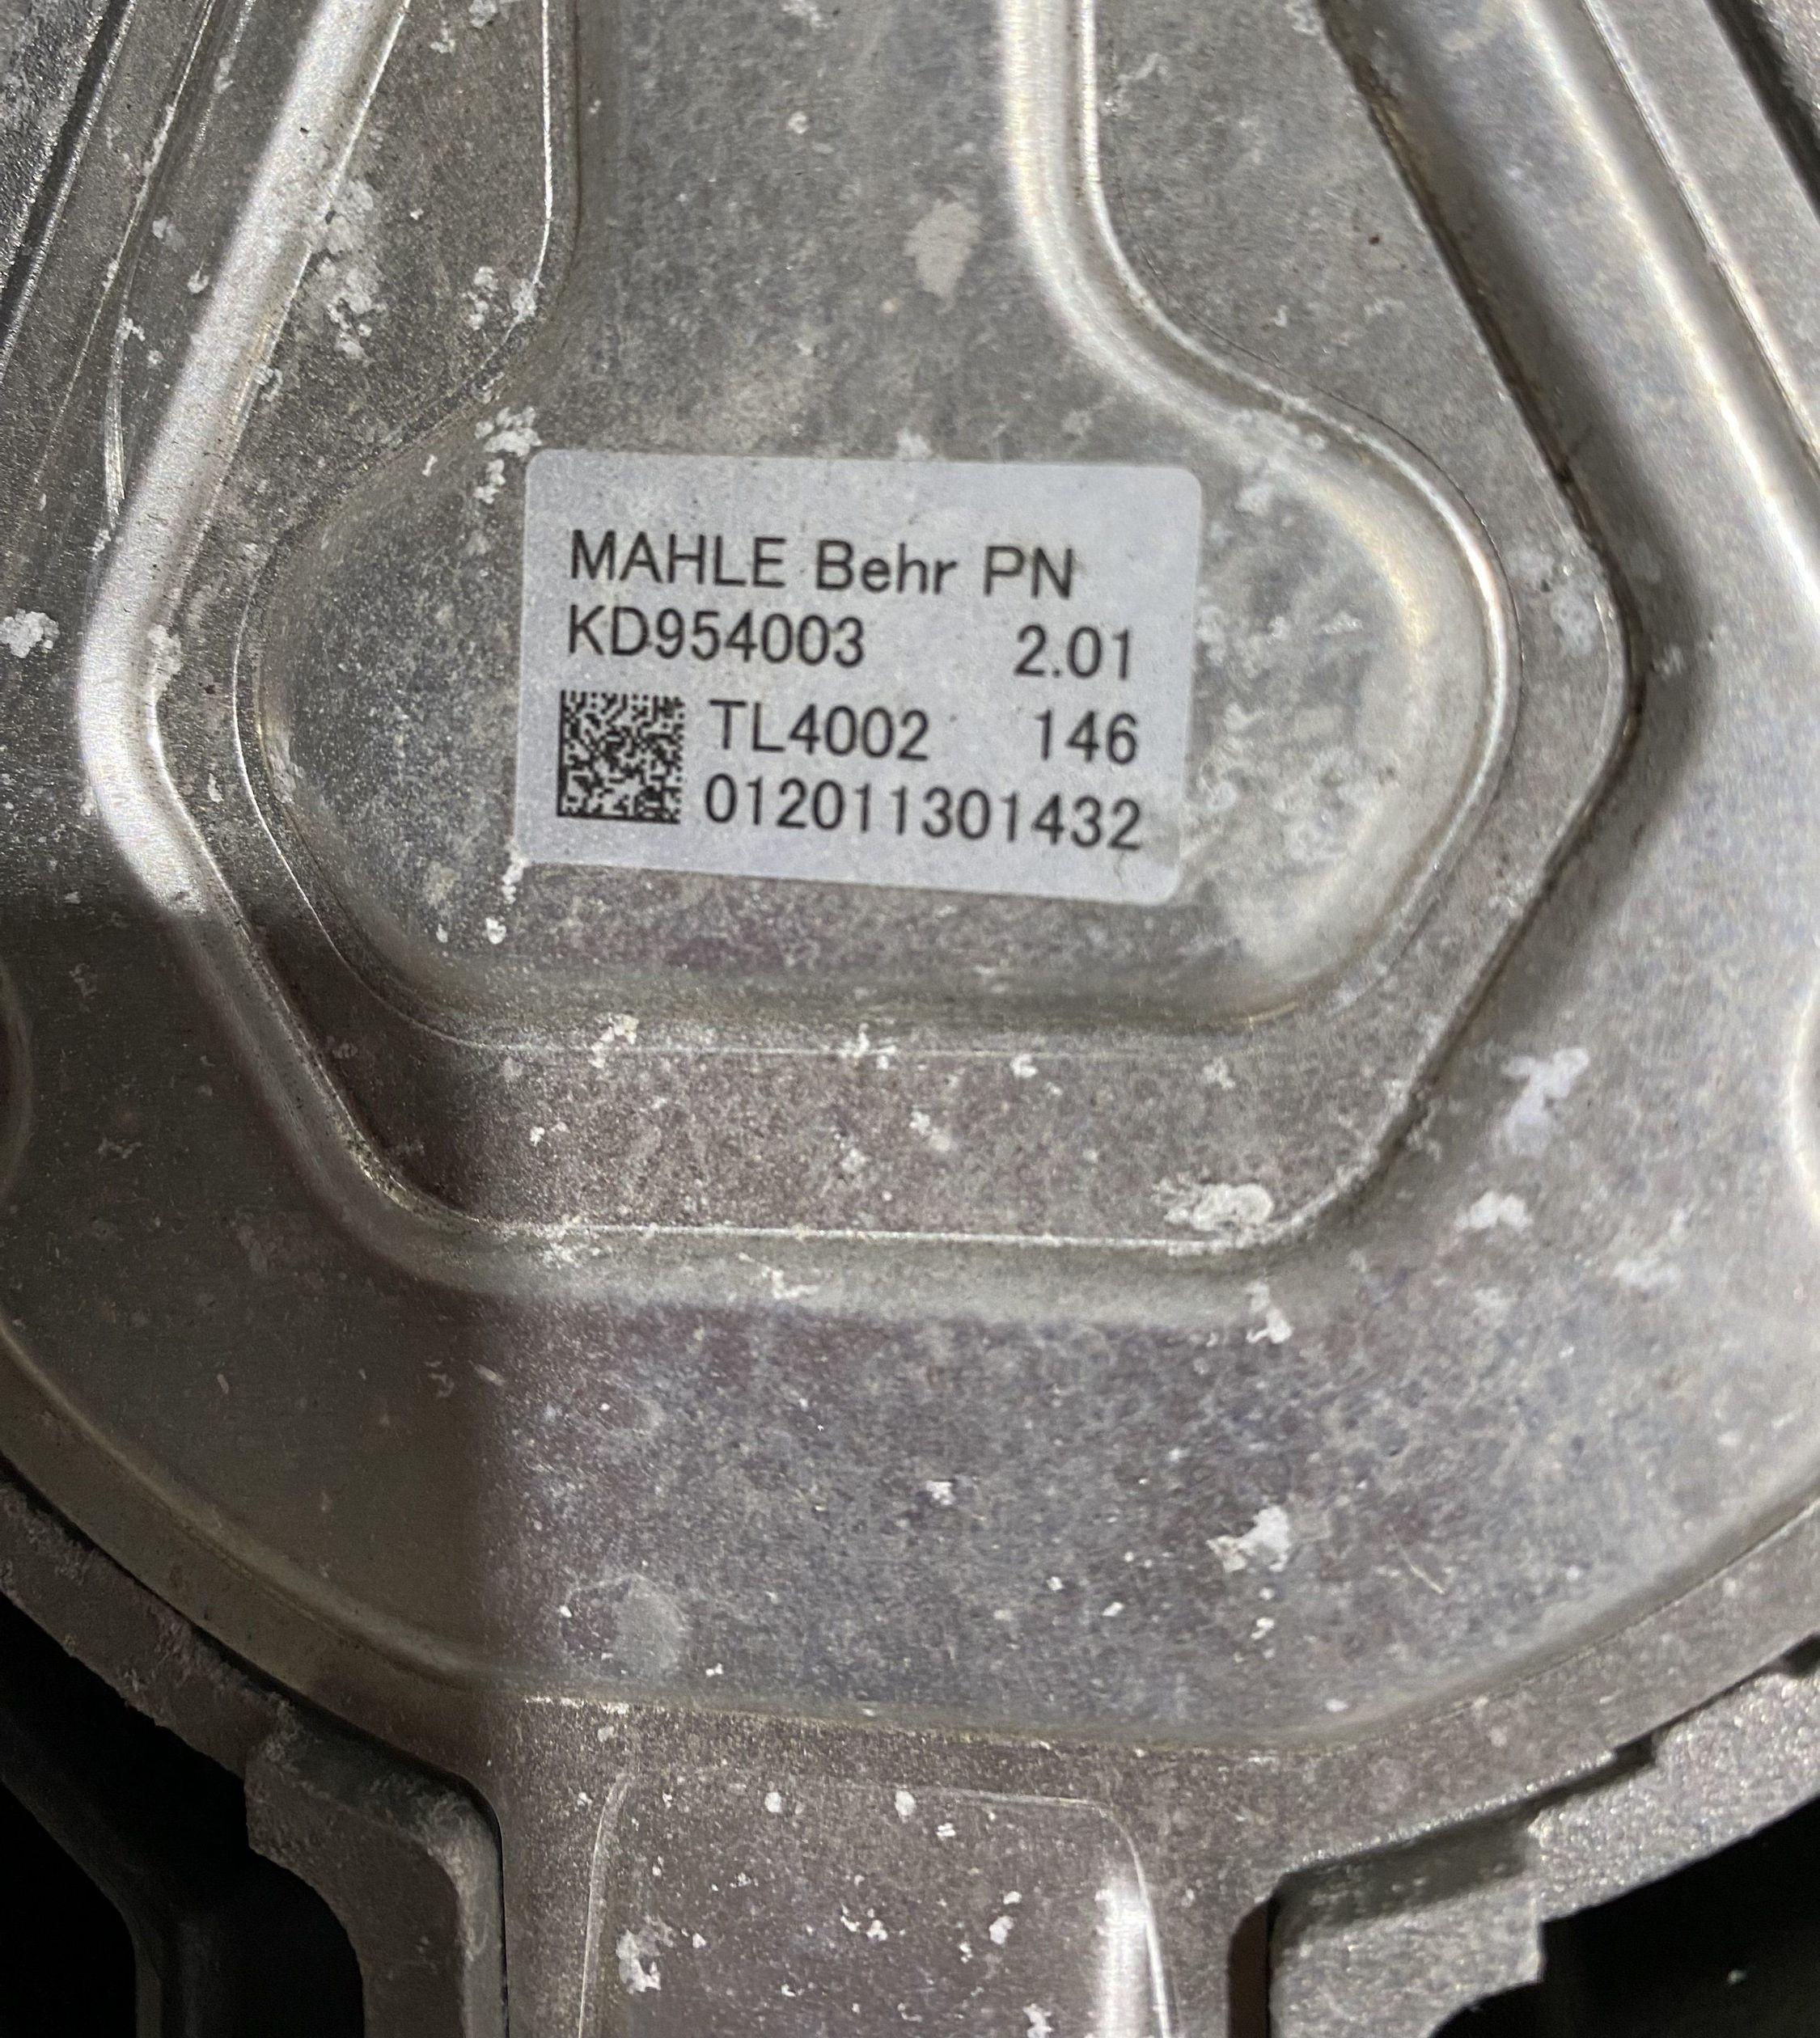 MAHLE Behr PN
KD954003 2.01
TL4002 146
012011301432